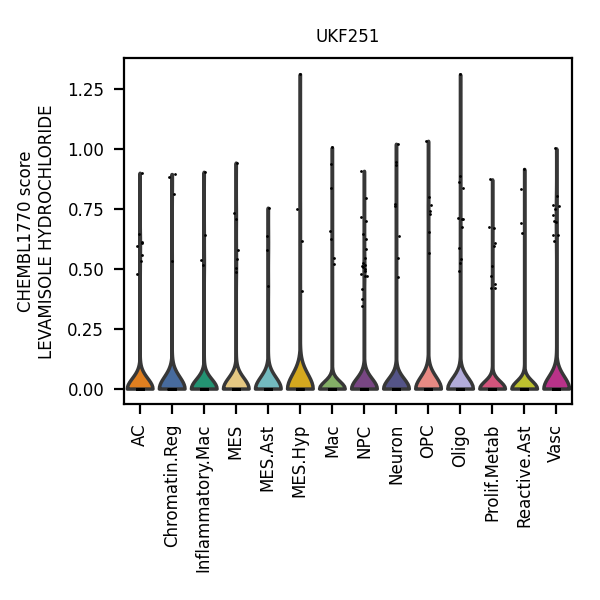 UKF251
CHEMBL1770 score
LEVAMISOLE HYDROCHLORIDE
1.25
1.00
0.75
0.50
0.25
0.00
AC
Chromatin.Reg
Inflammatory.Mac
MES
MES.Ast
MES.Hyp
Mac
NPC
Neuron
OPC
Oligo
Prolif.Metab
Reactive.Ast
Vasc